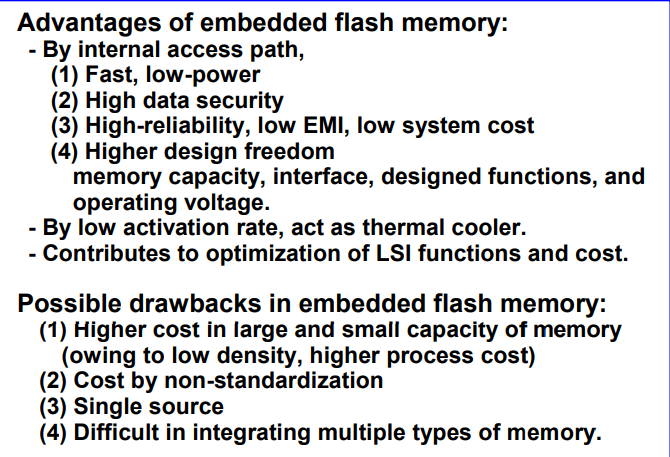 Advantages of embedded flash memory:
- By internal access path,
(1) Fast, low-power
(2) High data security
(3) High-reliability, low EMI, low system cost
(4) Higher design freedom
memory capacity, interface, designed functions, and
operating voltage.
- By low activation rate, act as thermal cooler.
- Contributes to optimization of LSI functions and cost.
Possible drawbacks in embedded flash memory:
(1) Higher cost in large and small capacity of memory
(owing to low density, higher process cost)
(2) Cost by non-standardization
(3) Single source
(4) Difficult in integrating multiple types of memory.